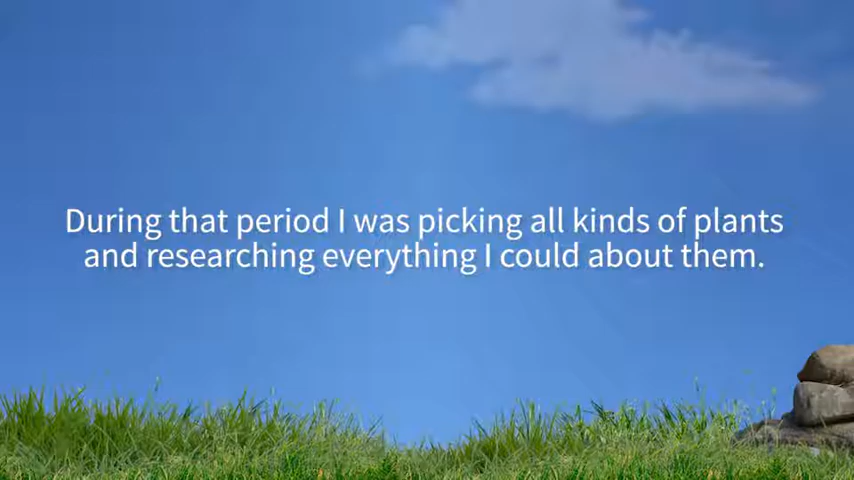 During that period I was picking all kinds of plants
and researching everything I could about them.